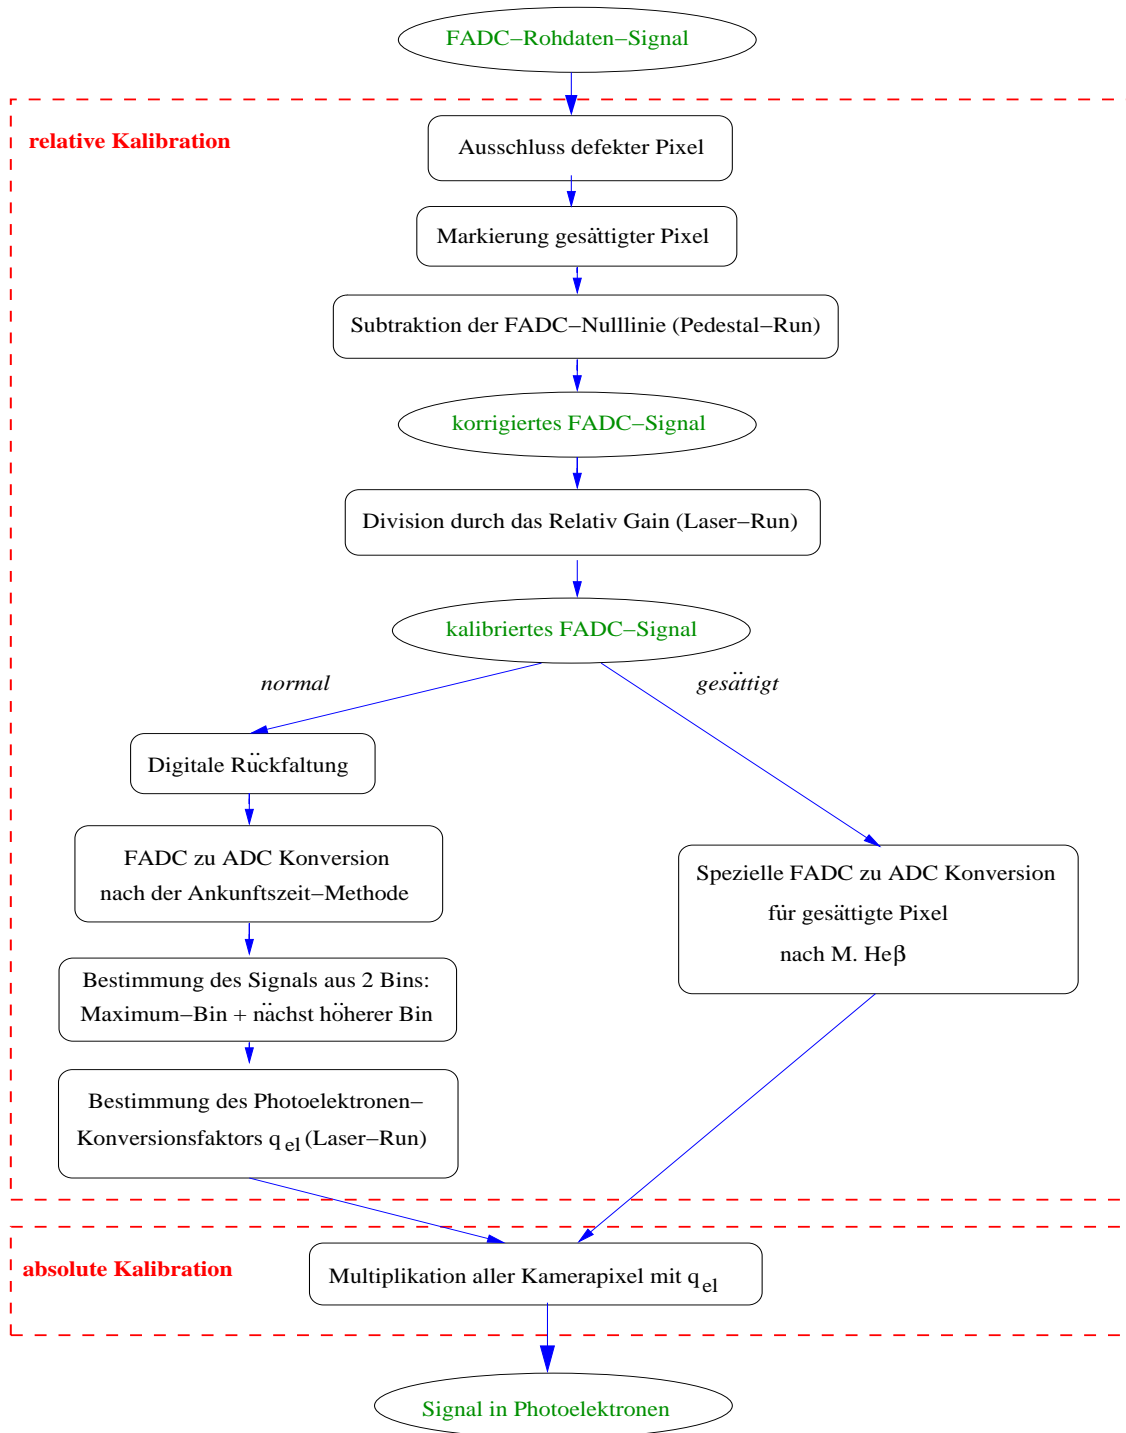 FADC−Rohdaten−Signal
relative Kalibration
Ausschluss defekter Pixel
Markierung gesättigter Pixel
Subtraktion der FADC−Nulllinie (Pedestal−Run)
korrigiertes FADC−Signal
Division durch das Relativ Gain (Laser−Run)
kalibriertes FADC−Signal
normal
gesättigt
Digitale Rückfaltung
FADC zu ADC Konversion
nach der Ankunftszeit−Methode
Spezielle FADC zu ADC Konversion
für gesättigte Pixel
nach M. Heβ
Bestimmung des Signals aus 2 Bins:
Maximum−Bin + nächst höherer Bin
Bestimmung des Photoelektronen−
Konversionsfaktors q el (Laser−Run)
absolute Kalibration
Multiplikation aller Kamerapixel mit q el
Signal in Photoelektronen